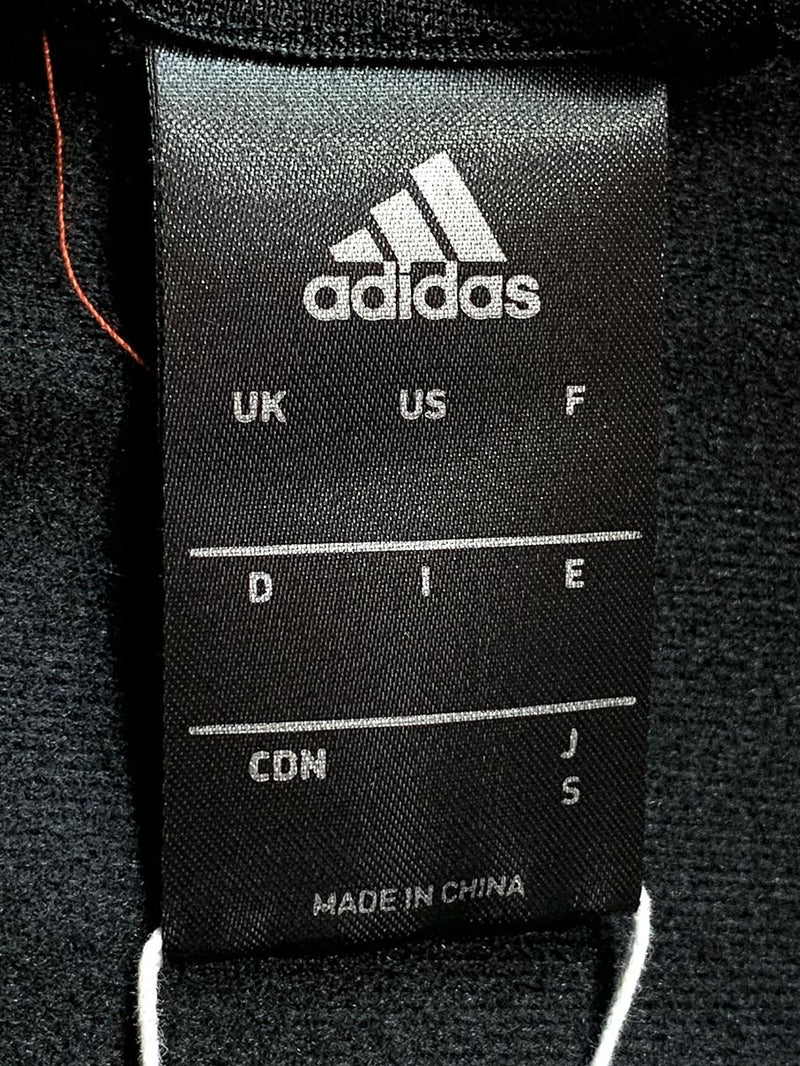 adidas
UK US F
D I E
CDN J
S
MADE IN CHINA